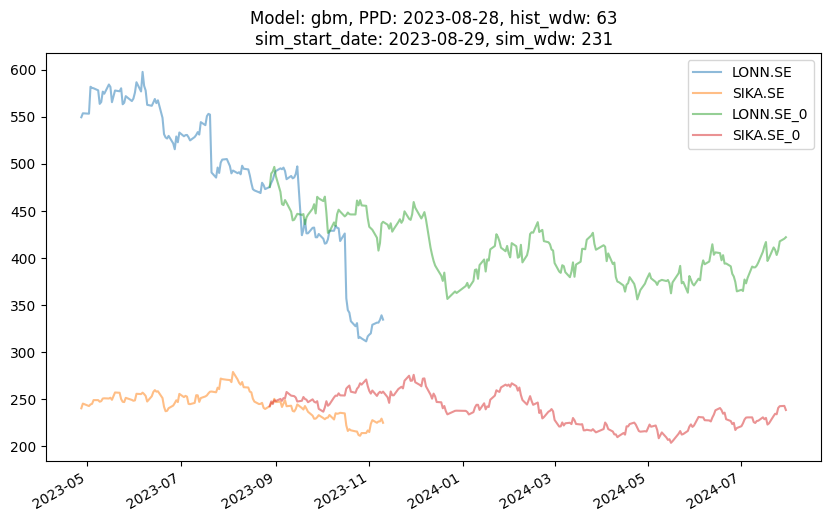 Model: gbm, PPD: 2023-08-28, hist_wdw: 63
sim_start_date: 2023-08-29, sim_wdw: 231
LONN.SE
SIKA.SE
LONN.SE_0
SIKA.SE_0
600
550
500
450
400
350
300
250
200
2023-05
2023-07
2023-09
2023-11
2024-01
2024-03
2024-05
2024-07